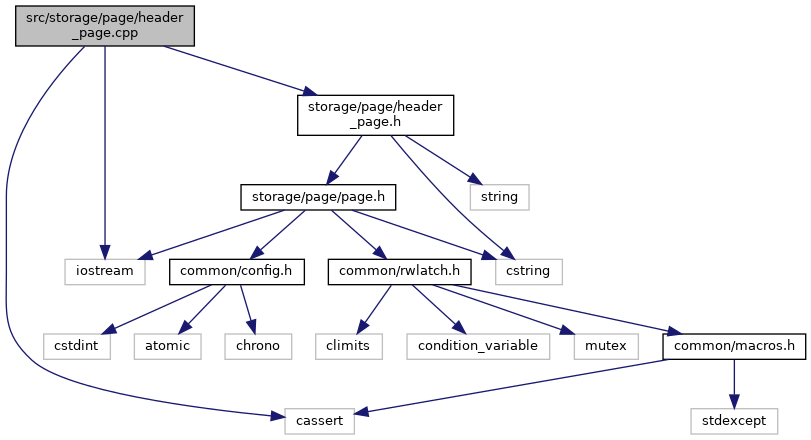 src/storage/page/header
_page.cpp
storage/page/header
_page.h
storage/page/page.h
string
iostream
common/config.h
common/rwlatch.h
cstring
cstdint
atomic
chrono
climits
condition_variable
mutex
common/macros.h
cassert
stdexcept